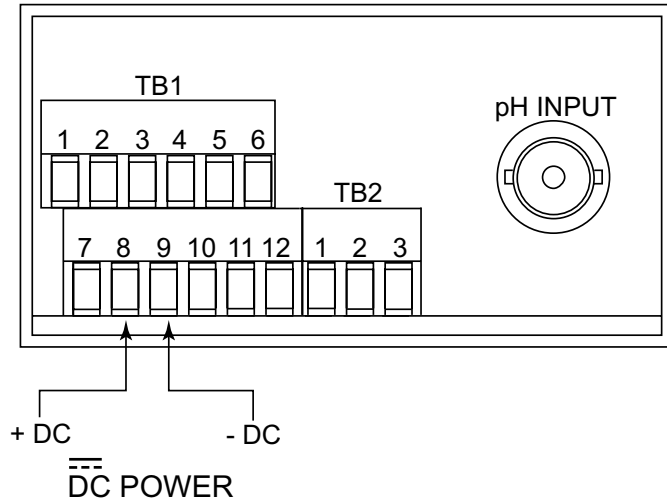 TB1
pH INPUT
1 2 3 4 5 6
TB2
7 8 9 10 11 12 1 2 3
+ DC - DC
DC POWER